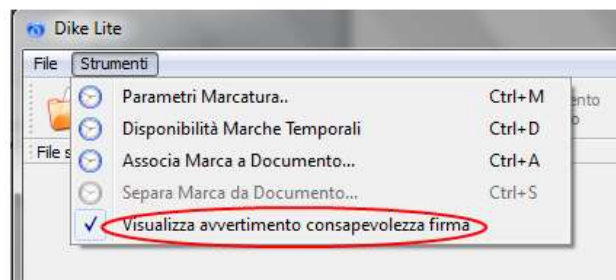 Dike Lite
File Strumenti
Parametri Marcatura.. Ctrl+M
Disponibilità Marche Temporali Ctrl+D
Associa Marca a Documento... Ctrl+A
Separa Marca da Documento... Ctrl+S
Visualizza avvertimento consapevolezza firma
File s